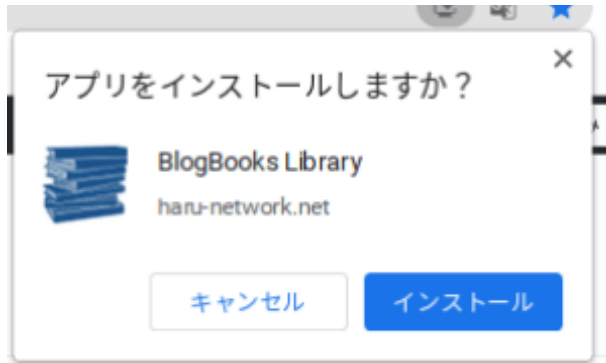 アプリをインストールしますか？
BlogBooks Library
haru-network.net
キャンセル
インストール